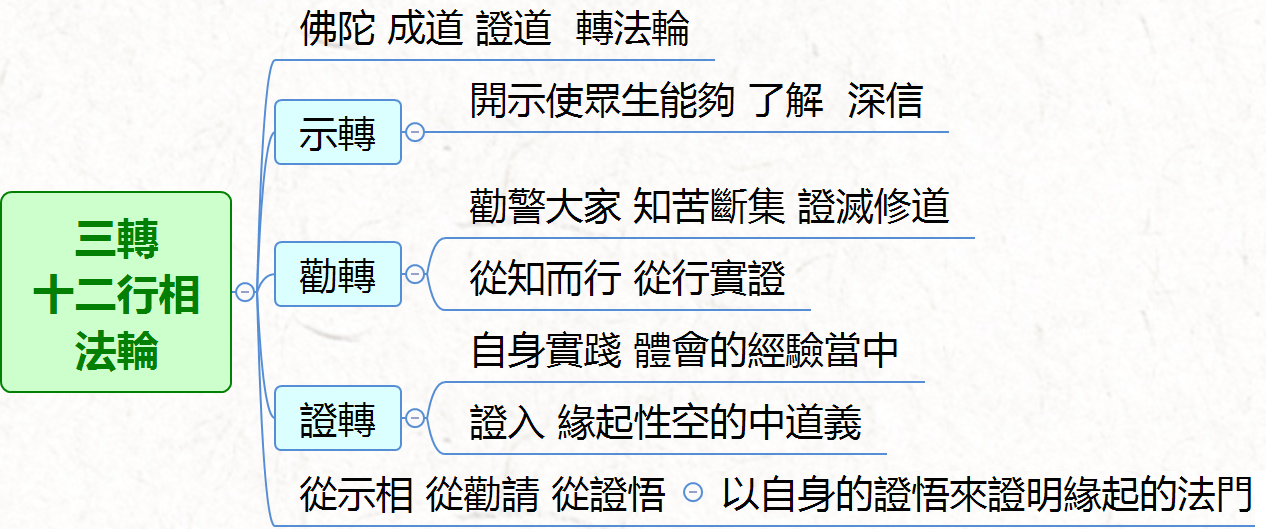 三轉
十二行相
法輪
佛陀 成道 證道 轉法輪
示轉
開示使眾生能夠 了解 深信
勸轉
勸警大家 知苦斷集 證滅修道
從知而行 從行實證
證轉
自身實踐 體會的經驗當中
證入 緣起性空的中道義
從示相 從勸請 從證悟
以自身的證悟來證明緣起的法門